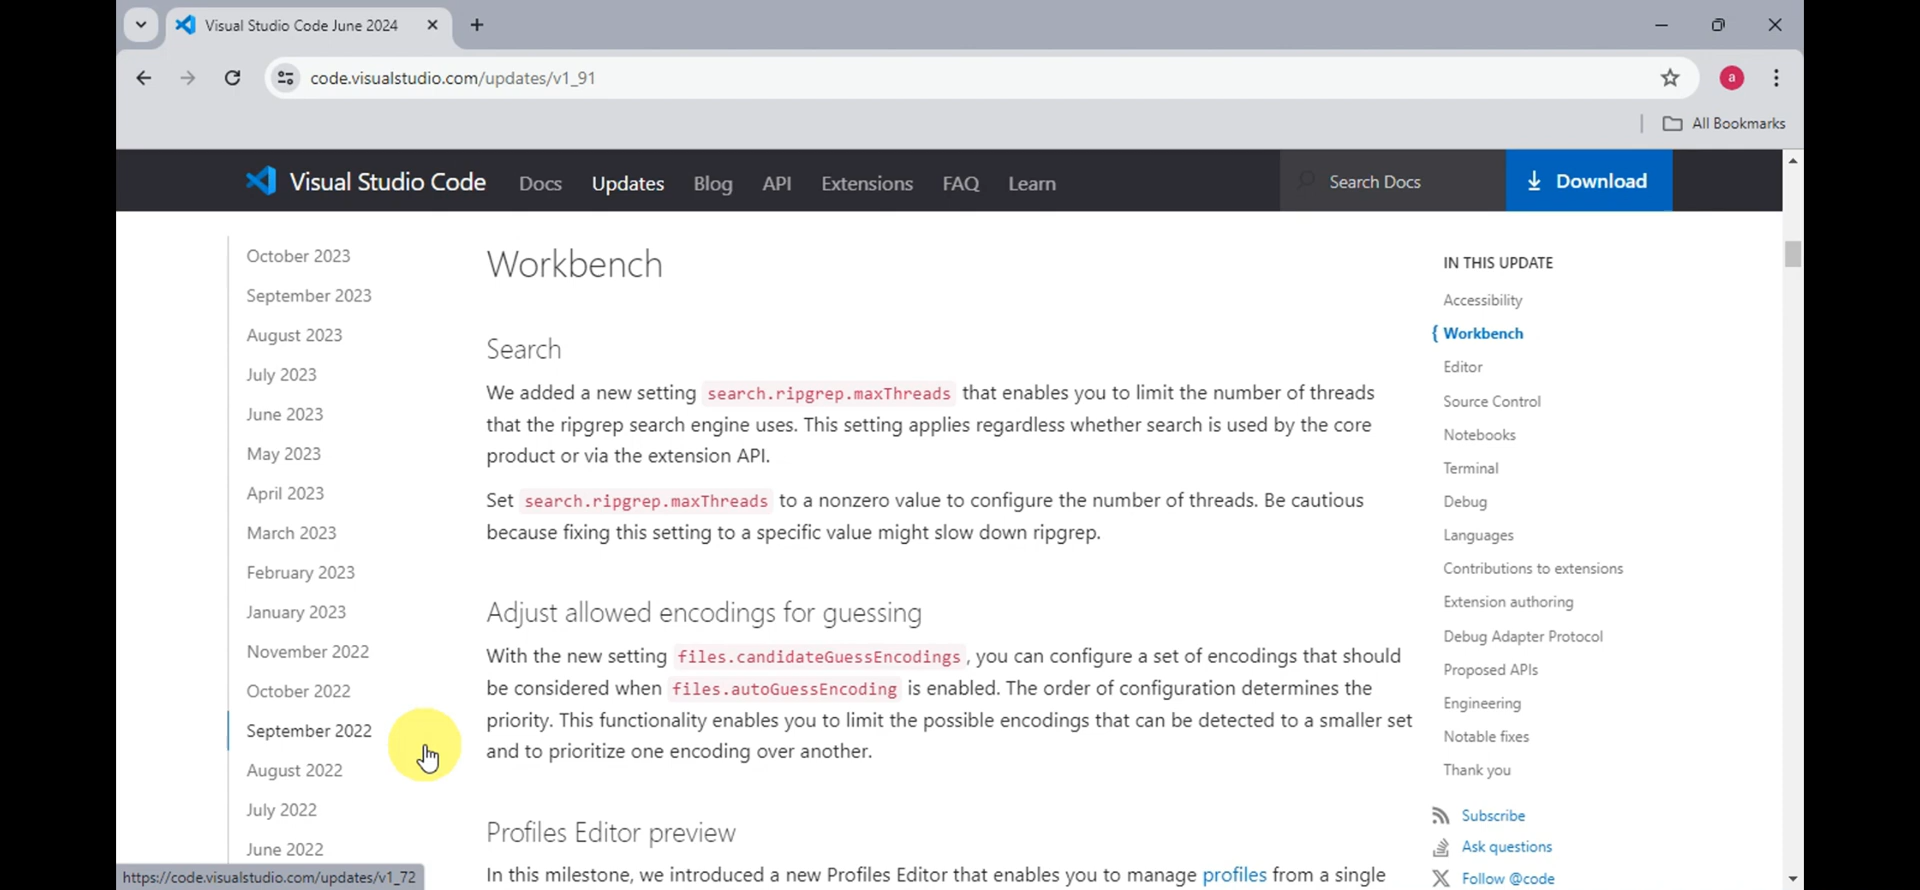 Visual Studio Code June 2024
code.visualstudio.com/updates/v1_91
a
All Bookmarks
Visual Studio Code
Docs
Updates
Blog
API
Extensions
FAQ
Learn
Search Docs
Download
October 2023
September 2023
August 2023
July 2023
June 2023
May 2023
April 2023
March 2023
February 2023
January 2023
November 2022
October 2022
September 2022
August 2022
July 2022
June 2022
Workbench
Search
We added a new setting search.ripgrep.maxThreads that enables you to limit the number of threads
that the ripgrep search engine uses. This setting applies regardless whether search is used by the core
product or via the extension API.
Set search.ripgrep.maxThreads to a nonzero value to configure the number of threads. Be cautious
because fixing this setting to a specific value might slow down ripgrep.
Adjust allowed encodings for guessing
With the new setting files.candidateGuessEncodings , you can configure a set of encodings that should
be considered when files.autoGuessEncoding is enabled. The order of configuration determines the
priority. This functionality enables you to limit the possible encodings that can be detected to a smaller set
and to prioritize one encoding over another.
Profiles Editor preview
In this milestone, we introduced a new Profiles Editor that enables you to manage profiles from a single
IN THIS UPDATE
Accessibility
{ Workbench
Editor
Source Control
Notebooks
Terminal
Debug
Languages
Contributions to extensions
Extension authoring
Debug Adapter Protocol
Proposed APIs
Engineering
Notable fixes
Thank you
Subscribe
Ask questions
Follow @code
https://code.visualstudio.com/updates/v1_72